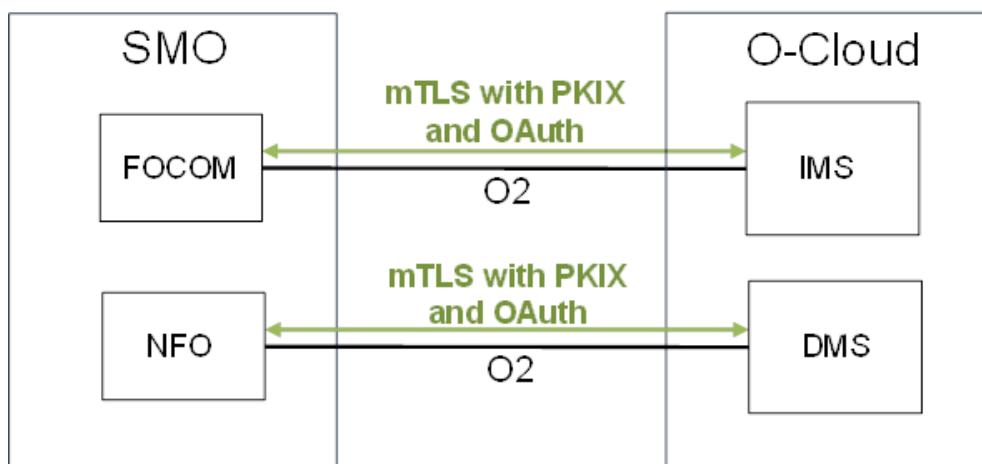 SMO
O-Cloud
mTLS with PKIX
and OAuth
FOCOM
IMS
O2
mTLS with PKIX
and OAuth
NFO
DMS
O2